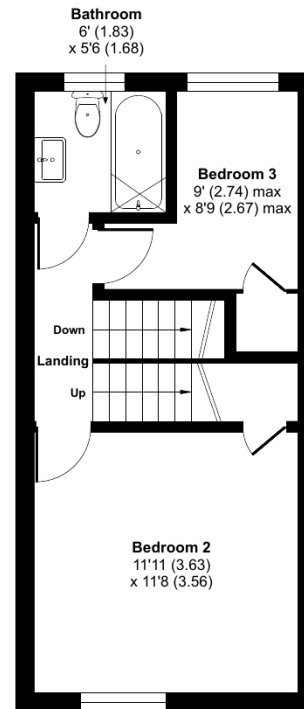 Bathroom
6' (1.83)
x 5'6 (1.68)
Bedroom 3
9' (2.74) max
x 8'9 (2.67) max
Down
Landing
Up
Bedroom 2
11'11 (3.63)
x 11'8 (3.56)